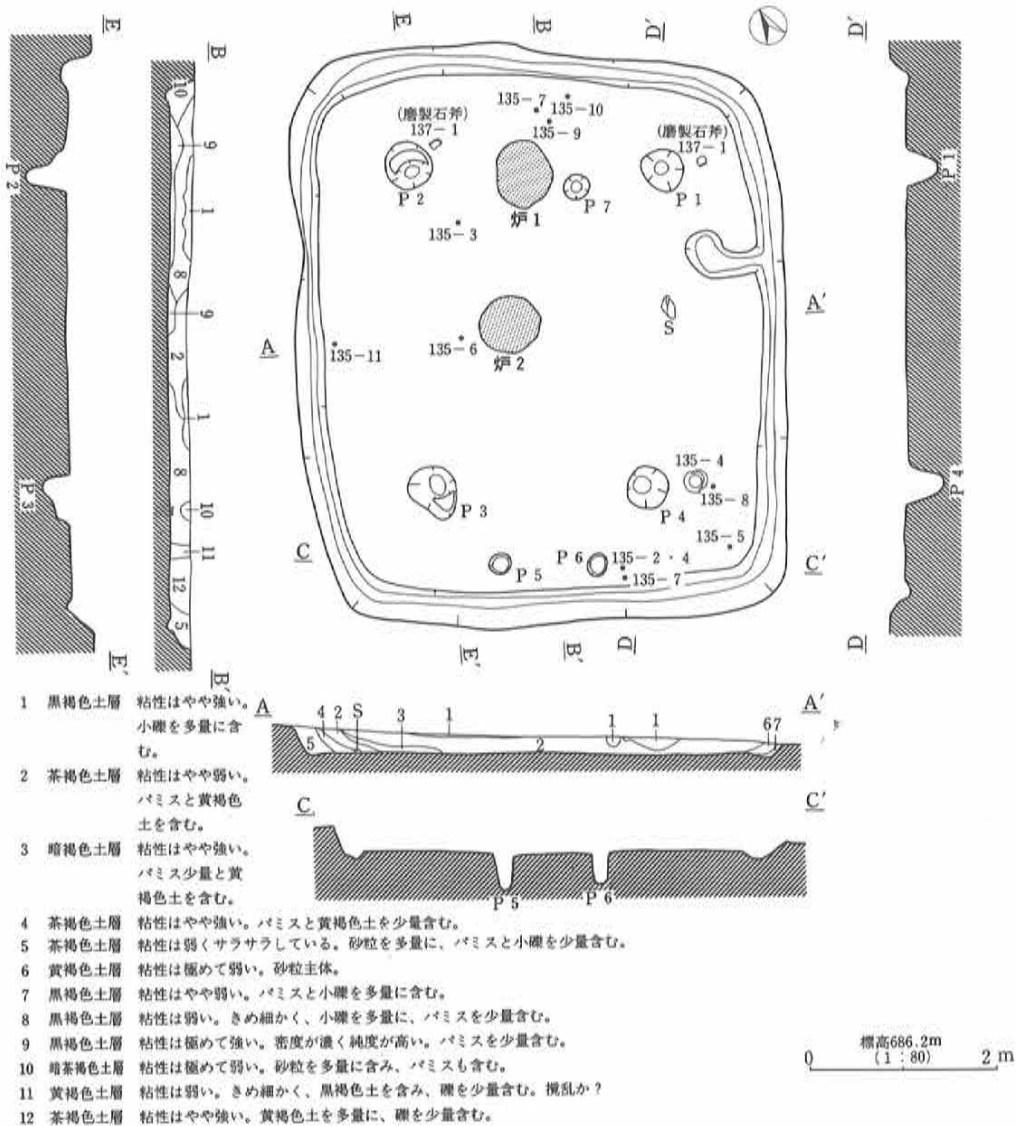 E
B
E
B
D′
D′
(磨製石斧)
137-1
135-7
135-10
135-9
(磨製石斧)
137-1
P 2
炉1
P 7
P 1
135-3
A
135-11
135-6
炉2
S
A′
135-4
135-8
135-5
P 3
P 4
C
P 5
P 6
135-2・4
135-7
C′
E′
B′
D
D
E′
B′
P 2
P 3
10
9
1
8
9
2
1
8
10
11
12
5
P 1
P 4
A
4 2 S 3 1 1 1 67
5 2
A′
C
C′
P 5
P 6
1 黒褐色土層 粘性はやや強い。
小礫を多量に含
む。
2 茶褐色土層 粘性はやや弱い。
パミスと黄褐色
土を含む。
3 暗褐色土層 粘性はやや強い。
パミス少量と黄
褐色土を含む。
4 茶褐色土層 粘性はやや強い。パミスと黄褐色土を少量含む。
5 茶褐色土層 粘性は弱くサラサラしている。砂粒を多量に、パミスと小礫を少量含む。
6 黄褐色土層 粘性は極めて弱い。砂粒主体。
7 黒褐色土層 粘性はやや弱い。パミスと小礫を多量に含む。
8 黒褐色土層 粘性は弱い。きめ細かく、小礫を多量に、パミスを少量含む。
9 黒褐色土層 粘性は極めて強い。密度が濃く純度が高い。パミスを少量含む。
10 暗茶褐色土層 粘性は極めて弱い。砂粒を多量に含み、パミスも含む。
11 黄褐色土層 粘性は弱い。きめ細かく、黒褐色土を含み、礫を少量含む。攪乱か?
12 茶褐色土層 粘性はやや強い。黄褐色土を多量に、礫を少量含む。
標高686.2m
0 (1:80) 2 m